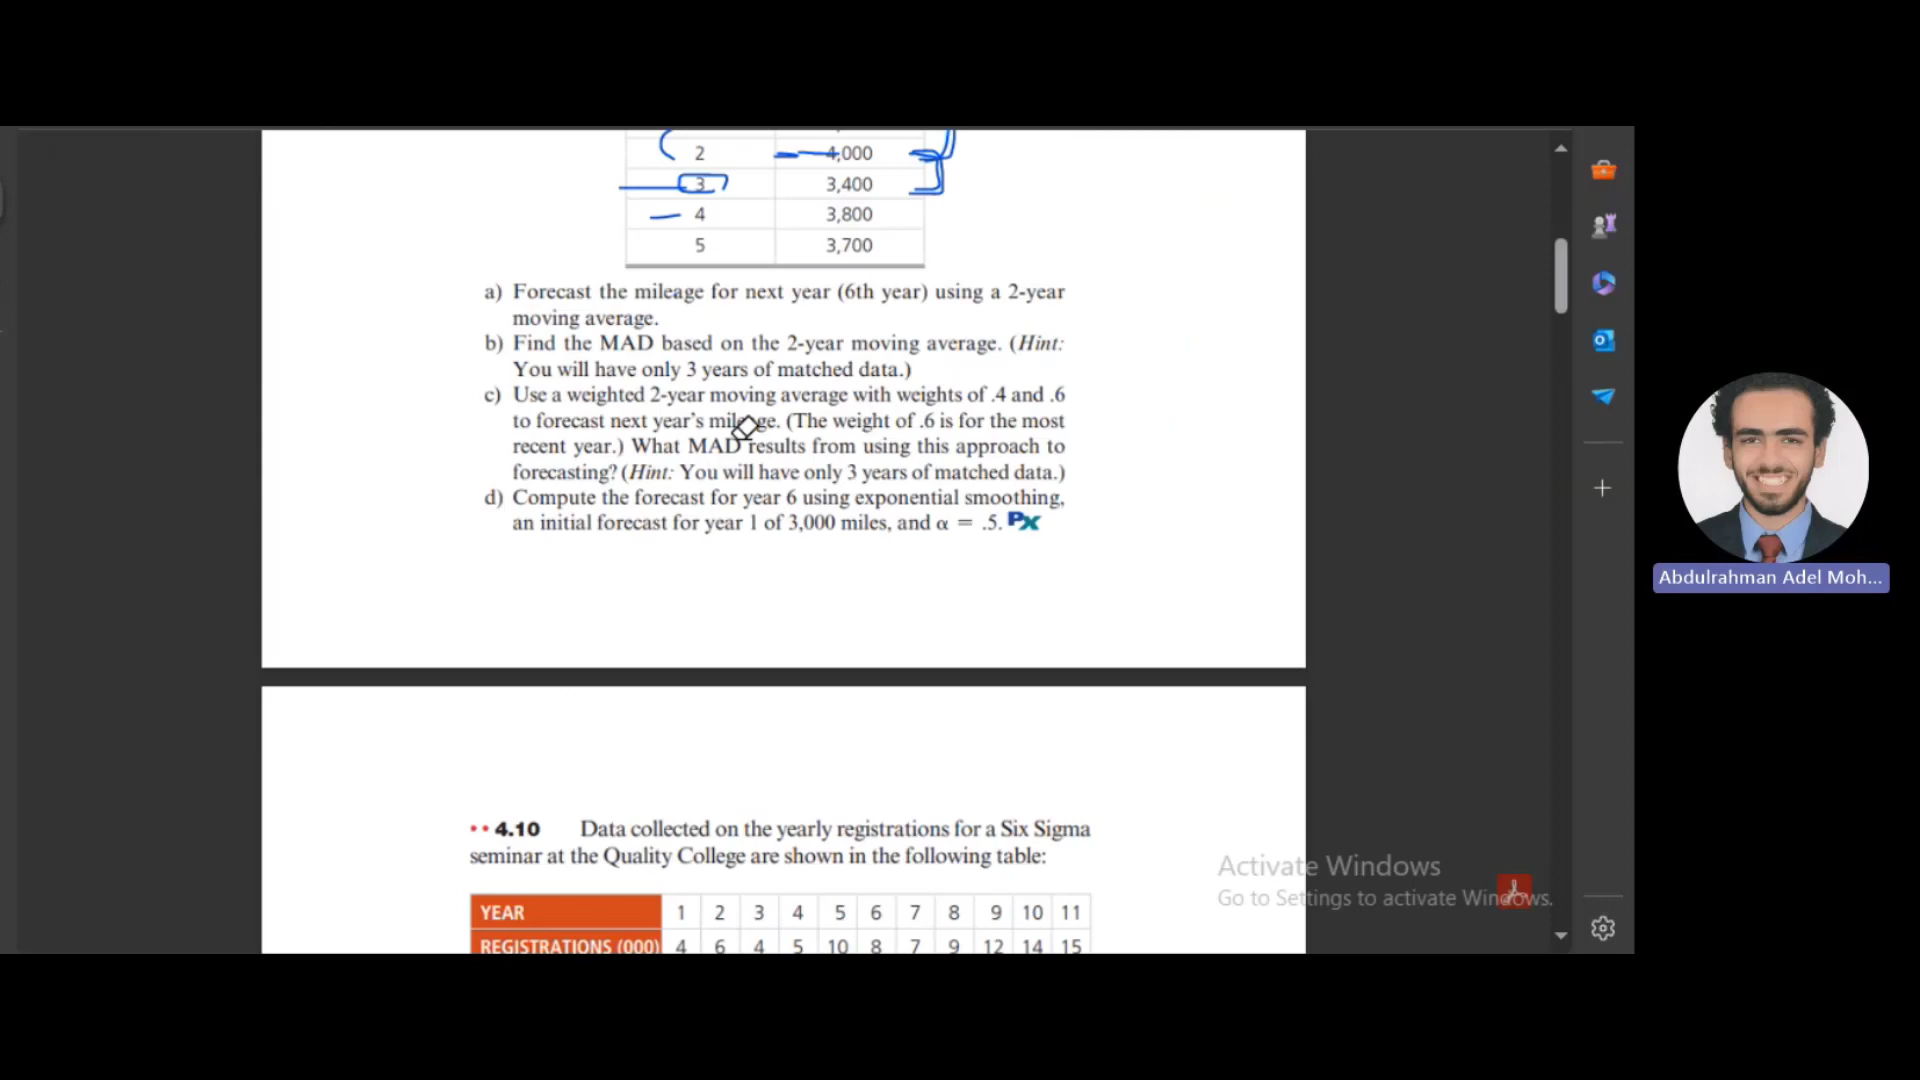 2 4,000
3 3,400
4 3,800
5 3,700
a) Forecast the mileage for next year (6th year) using a 2-year
moving average.
b) Find the MAD based on the 2-year moving average. (Hint:
You will have only 3 years of matched data.)
c) Use a weighted 2-year moving average with weights of .4 and .6
to forecast next year's mileage. (The weight of .6 is for the most
recent year.) What MAD results from using this approach to
forecasting? (Hint: You will have only 3 years of matched data.)
d) Compute the forecast for year 6 using exponential smoothing,
an initial forecast for year 1 of 3,000 miles, and α = .5. PX
•• 4.10 Data collected on the yearly registrations for a Six Sigma
seminar at the Quality College are shown in the following table:
YEAR 1 2 3 4 5 6 7 8 9 10 11
REGISTRATIONS (000) 4 6 4 5 10 8 7 9 12 14 15
Activate Windows
Go to Settings to activate Windows.
Abdulrahman Adel Moh...